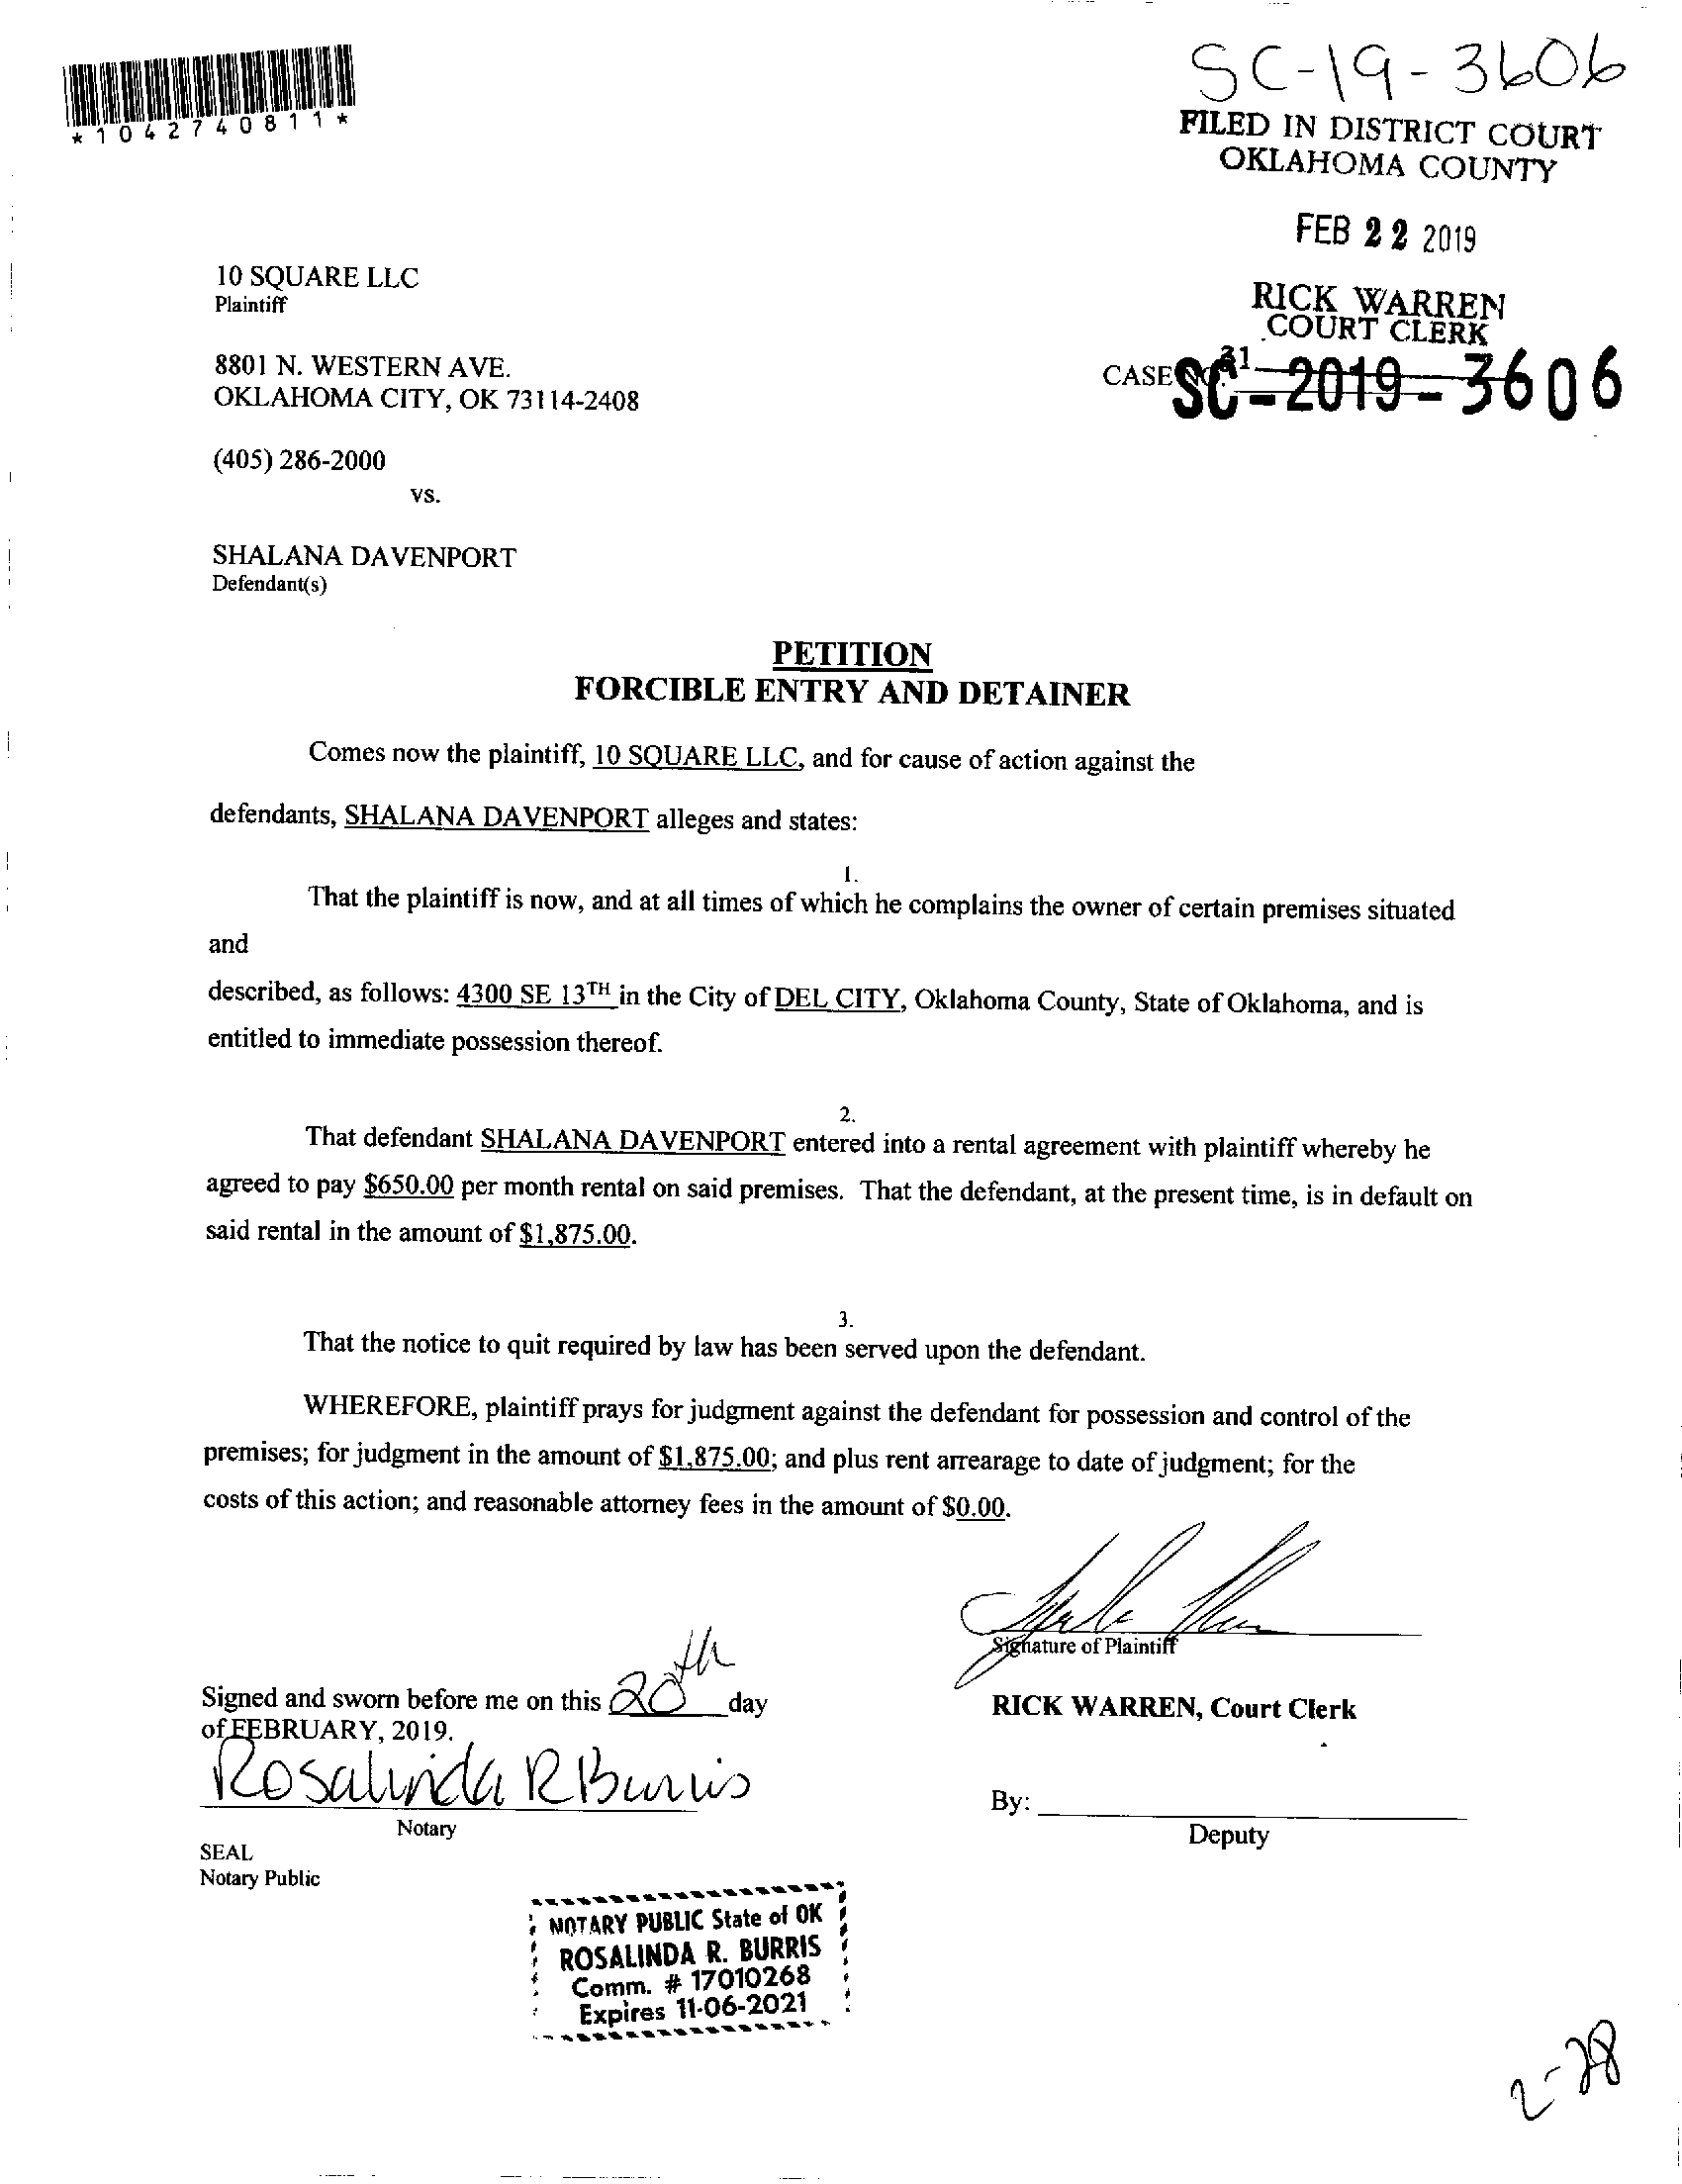 SC-19-3606
*1042740811*
FILED IN DISTRICT COURT
OKLAHOMA COUNTY
FEB 22 2019
10 SQUARE LLC
Plaintiff
RICK WARREN
COURT CLERK
31
8801 N. WESTERN AVE.
CASE NO. SC-2019-3606
OKLAHOMA CITY, OK 73114-2408
(405) 286-2000
vs.
SHALANA DAVENPORT
Defendant(s)
PETITION
FORCIBLE ENTRY AND DETAINER
Comes now the plaintiff, 10 SQUARE LLC, and for cause of action against the
defendants, SHALANA DAVENPORT alleges and states:
1.
That the plaintiff is now, and at all times of which he complains the owner of certain premises situated
and
described, as follows: 4300 SE 13TH in the City of DEL CITY, Oklahoma County, State of Oklahoma, and is
entitled to immediate possession thereof.
2.
That defendant SHALANA DAVENPORT entered into a rental agreement with plaintiff whereby he
agreed to pay $650.00 per month rental on said premises. That the defendant, at the present time, is in default on
said rental in the amount of $1,875.00.
3.
That the notice to quit required by law has been served upon the defendant.
WHEREFORE, plaintiff prays for judgment against the defendant for possession and control of the
premises; for judgment in the amount of $1,875.00; and plus rent arrearage to date of judgment; for the
costs of this action; and reasonable attorney fees in the amount of $0.00.
Signature of Plaintiff
Signed and sworn before me on this 20th day
of FEBRUARY, 2019.
RICK WARREN, Court Clerk
Rosalinda R Burris
Notary
By:
Deputy
SEAL
Notary Public
NOTARY PUBLIC State of OK
ROSALINDA R. BURRIS
Comm. # 17010268
Expires 11-06-2021
2-28